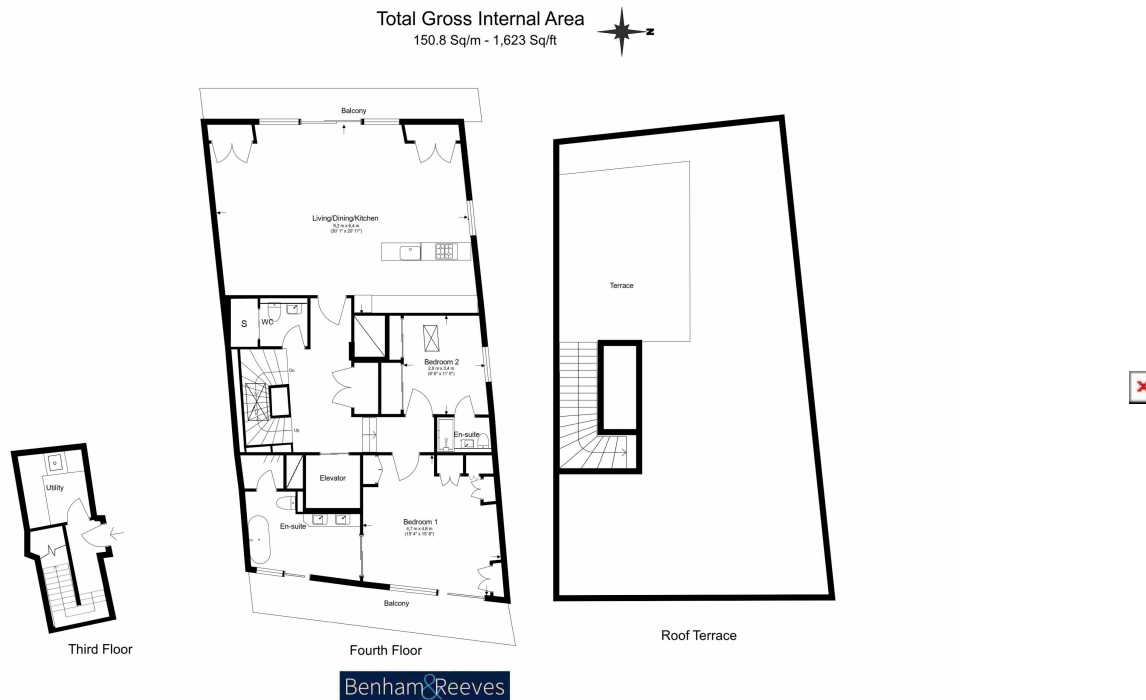 Total Gross Internal Area
150.8 Sq/m - 1,623 Sq/ft
N
Balcony
Living/Dining/Kitchen
9.2 m x 6.4 m
(30' 1" x 20' 11")
Terrace
S
WC
Bedroom 2
2.9 m x 3.4 m
(9' 6" x 11' 0")
Dn
Up
En-suite
Elevator
Utility
En-suite
Bedroom 1
4.7 m x 4.8 m
(15' 4" x 15' 8")
Balcony
Third Floor
Fourth Floor
Roof Terrace
Benham&Reeves